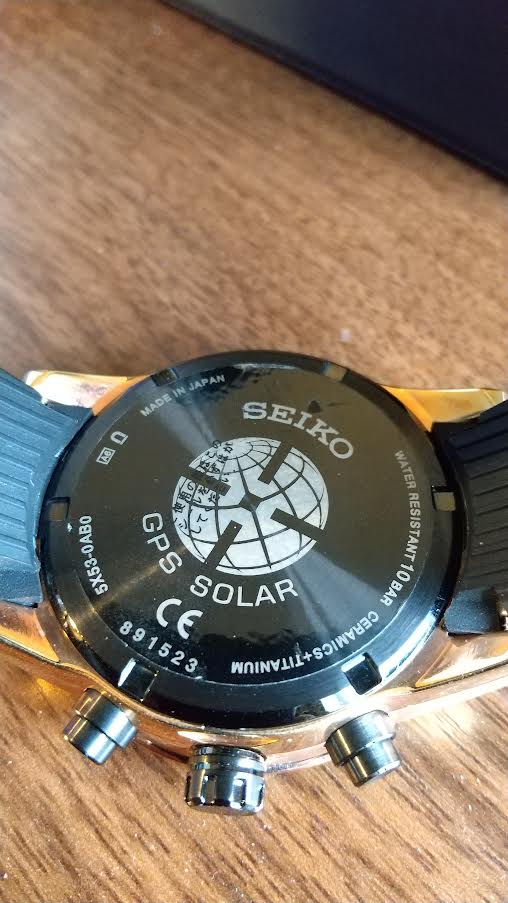 SEIKO
GPS SOLAR
WATER RESISTANT 10 BAR
CERAMICS+TITANIUM
891523
CE
5X53-0AB0
MADE IN JAPAN